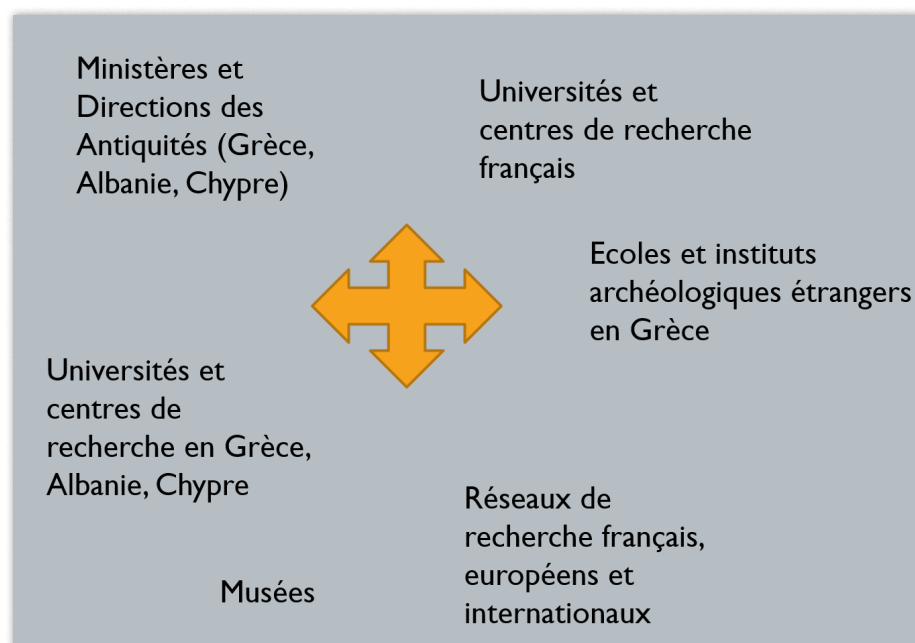 Ministères et
Directions des
Antiquités (Grèce,
Albanie, Chypre)
Universités et
centres de recherche
français
Ecoles et instituts
archéologiques étrangers
en Grèce
Universités et
centres de
recherche en Grèce,
Albanie, Chypre
Réseaux de
recherche français,
européens et
internationaux
Musées